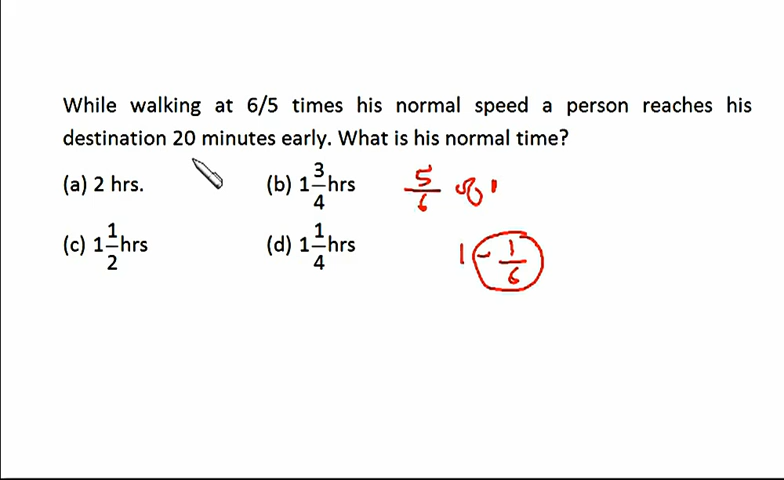 While walking at 6/5 times his normal speed a person reaches his
destination 20 minutes early. What is his normal time?
(a) 2 hrs. (b) 1 3/4 hrs 5/6
(c) 1 1/2 hrs (d) 1 1/4 hrs 1 - 1/6